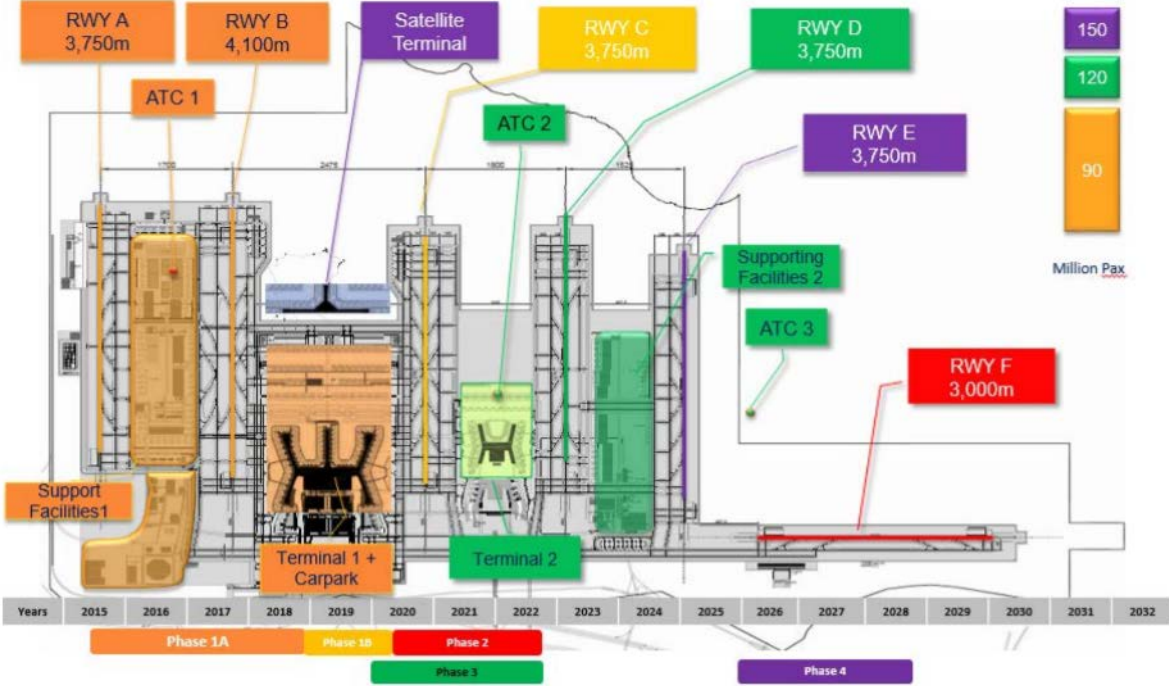 RWY A
3,750m
RWY B
4,100m
Satellite
Terminal
RWY C
3,750m
RWY D
3,750m
150
120
90
Million Pax
ATC 1
ATC 2
RWY E
3,750m
1700
2475
Supporting
Facilities 2
ATC 3
RWY F
3,000m
Support
Facilities1
Terminal 1 +
Carpark
Terminal 2
Years 2015 2016 2017 2018 2019 2020 2021 2022 2023 2024 2025 2026 2027 2028 2029 2030 2031 2032
Phase 1A Phase 1B Phase 2
Phase 3 Phase 4